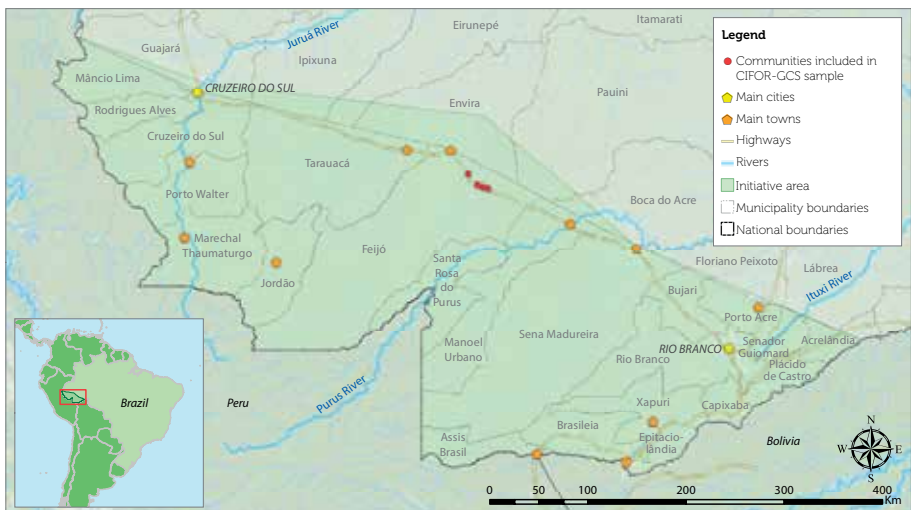 Itamarati
Eirunepé
Guajará
Juruá River
Ipixuna
Mâncio Lima
CRUZEIRO DO SUL
Envira
Pauini
Rodrigues Alves
Cruzeiro do Sul
Tarauacá
Porto Walter
Boca do Acre
Marechal
Thaumaturgo
Feijó
Santa
Rosa
do
Purus
Floriano Peixoto
Lábrea
Jordão
Bujari
Ituxi River
Porto Acre
Manoel
Urbano
Sena Madureira
RIO BRANCO
Senador
Guiomard
Acrelândia
Rio Branco
Plácido
de Castro
Purus River
Brazil
Peru
Xapuri
Capixaba
Brasileia
Assis
Brasil
Epitacio-
lândia
Bolivia
Legend
Communities included in
CIFOR-GCS sample
Main cities
Main towns
Highways
Rivers
Initiative area
Municipality boundaries
National boundaries
N
W E
S
0 50 100 200 300 400
Km